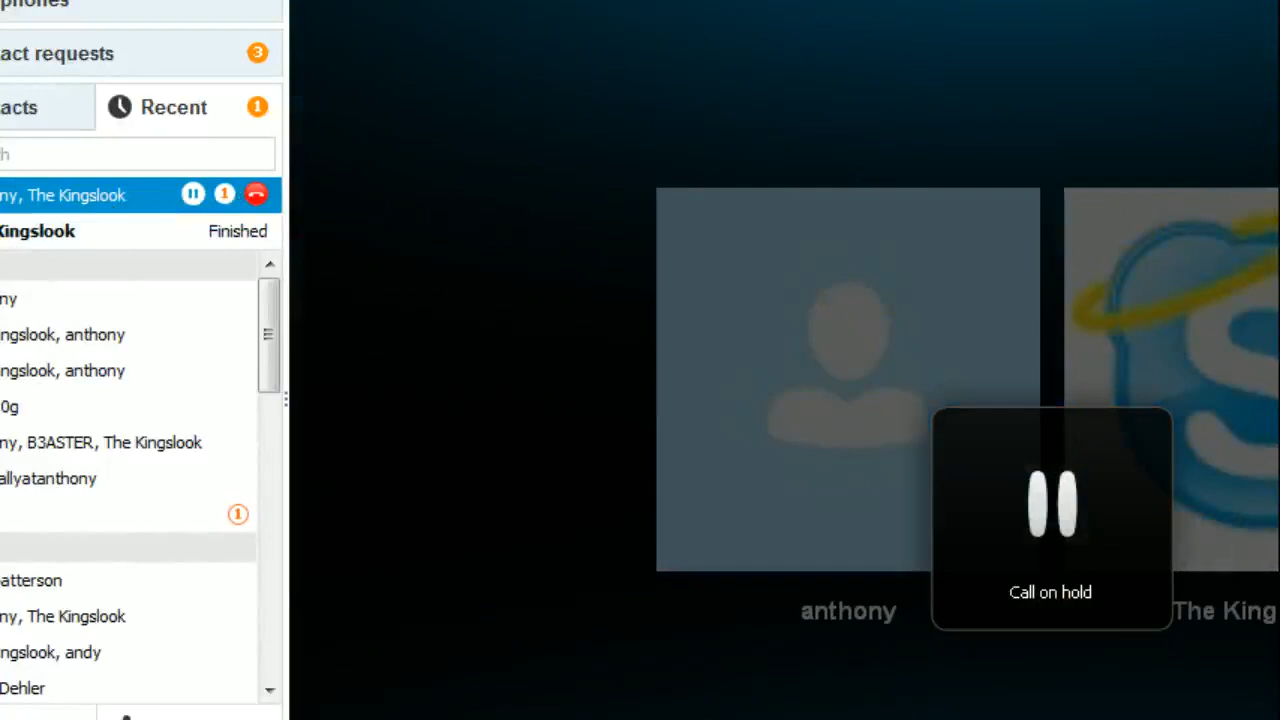 phones
act requests 3
acts Recent 1
h
ny, The Kingslook 1
Kingslook Finished
ny
ngslook, anthony
ngslook, anthony
0g
ny, B3ASTER, The Kingslook
allyatanthony
1
atterson
ny, The Kingslook
ngslook, andy
Dehler
S
Call on hold
anthony
The King